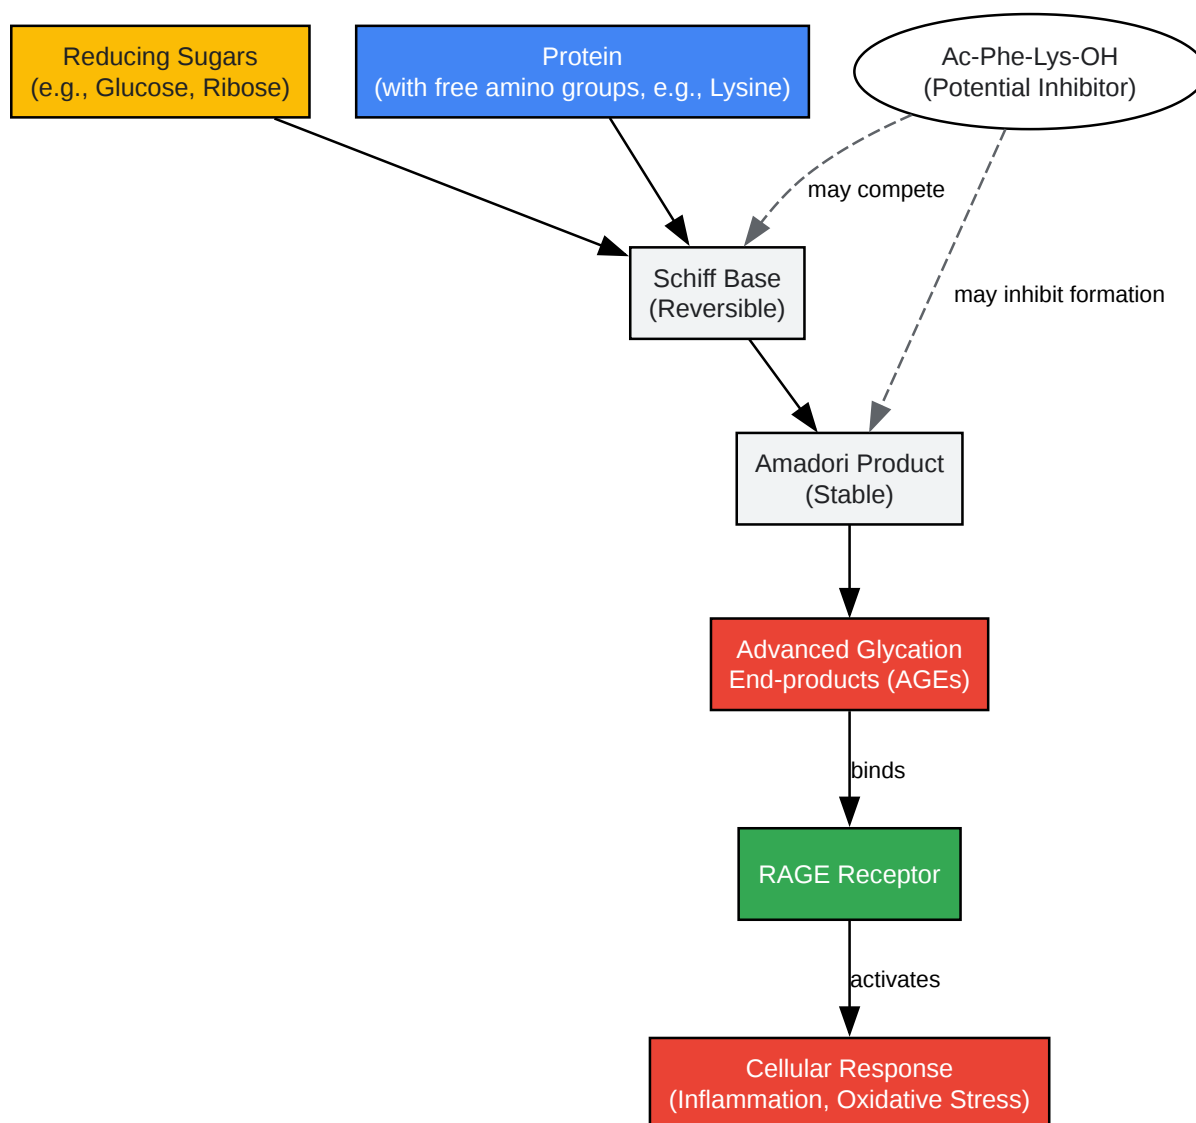 Reducing Sugars
(e.g., Glucose, Ribose)
Protein
(with free amino groups, e.g., Lysine)
Ac-Phe-Lys-OH
(Potential Inhibitor)
may compete
Schiff Base
(Reversible)
may inhibit formation
Amadori Product
(Stable)
Advanced Glycation
End-products (AGEs)
binds
RAGE Receptor
activates
Cellular Response
(Inflammation, Oxidative Stress)